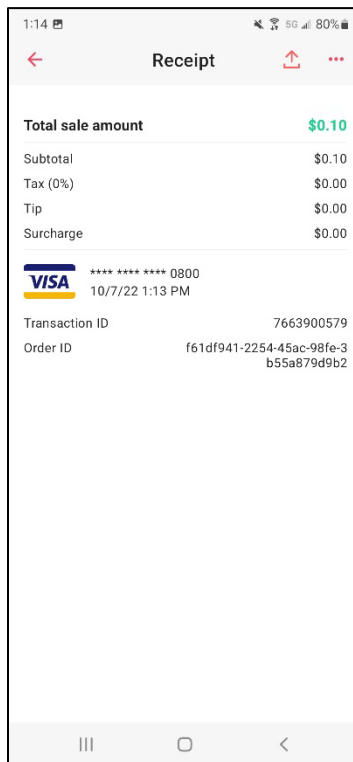 1:14 5G 80%
Receipt
Total sale amount $0.10
Subtotal $0.10
Tax (0%) $0.00
Tip $0.00
Surcharge $0.00
VISA **** **** **** 0800
10/7/22 1:13 PM
Transaction ID 7663900579
Order ID f61df941-2254-45ac-98fe-3
b55a879d9b2